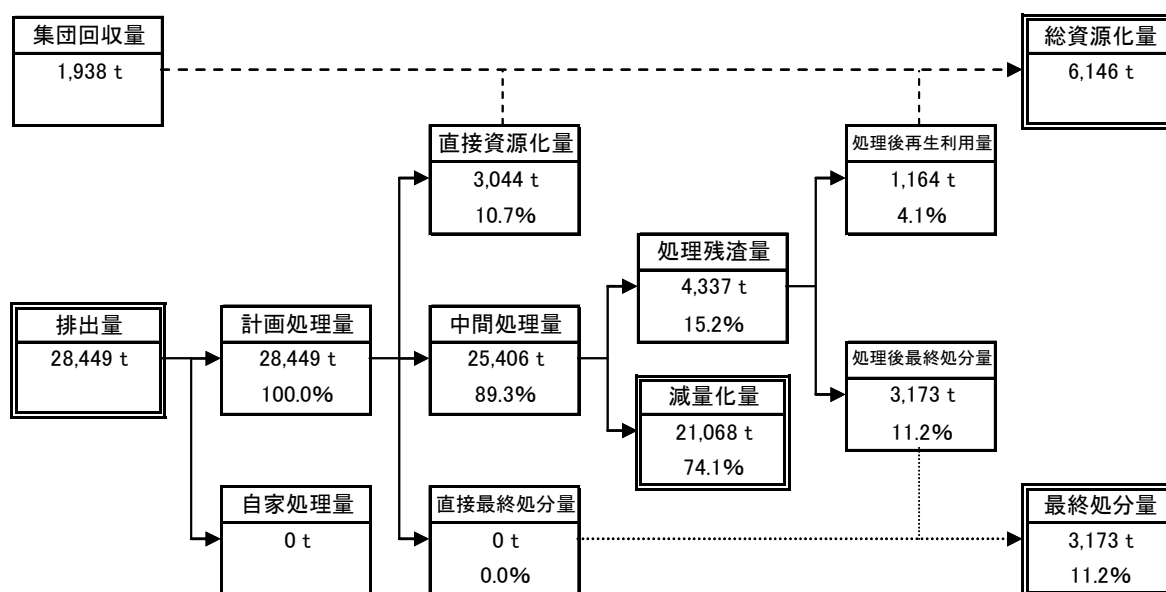 集団回収量
1,938 t
総資源化量
6,146 t
直接資源化量
3,044 t
10.7%
処理後再生利用量
1,164 t
4.1%
処理残渣量
4,337 t
15.2%
排出量
28,449 t
計画処理量
28,449 t
100.0%
中間処理量
25,406 t
89.3%
減量化量
21,068 t
74.1%
処理後最終処分量
3,173 t
11.2%
自家処理量
0 t
直接最終処分量
0 t
0.0%
最終処分量
3,173 t
11.2%